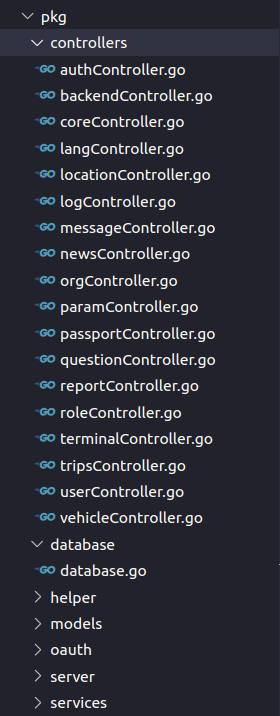 pkg
controllers
GO authController.go
GO backendController.go
GO coreController.go
GO langController.go
GO locationController.go
GO logController.go
GO messageController.go
GO newsController.go
GO orgController.go
GO paramController.go
GO passportController.go
GO questionController.go
GO reportController.go
GO roleController.go
GO terminalController.go
GO tripsController.go
GO userController.go
GO vehicleController.go
database
GO database.go
helper
models
oauth
server
services